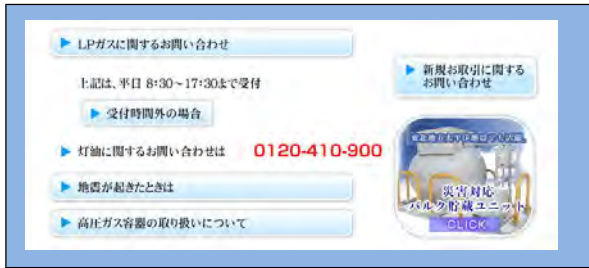 LPガスに関するお問い合わせ
上記は、平日 8:30~17:30まで受付
受付時間外の場合
灯油に関するお問い合わせは 0120-410-900
地震が起きたときは
高圧ガス容器の取り扱いについて
新規お取引に関する
お問い合わせ
災害対応
バルク貯蔵ユニット
CLICK